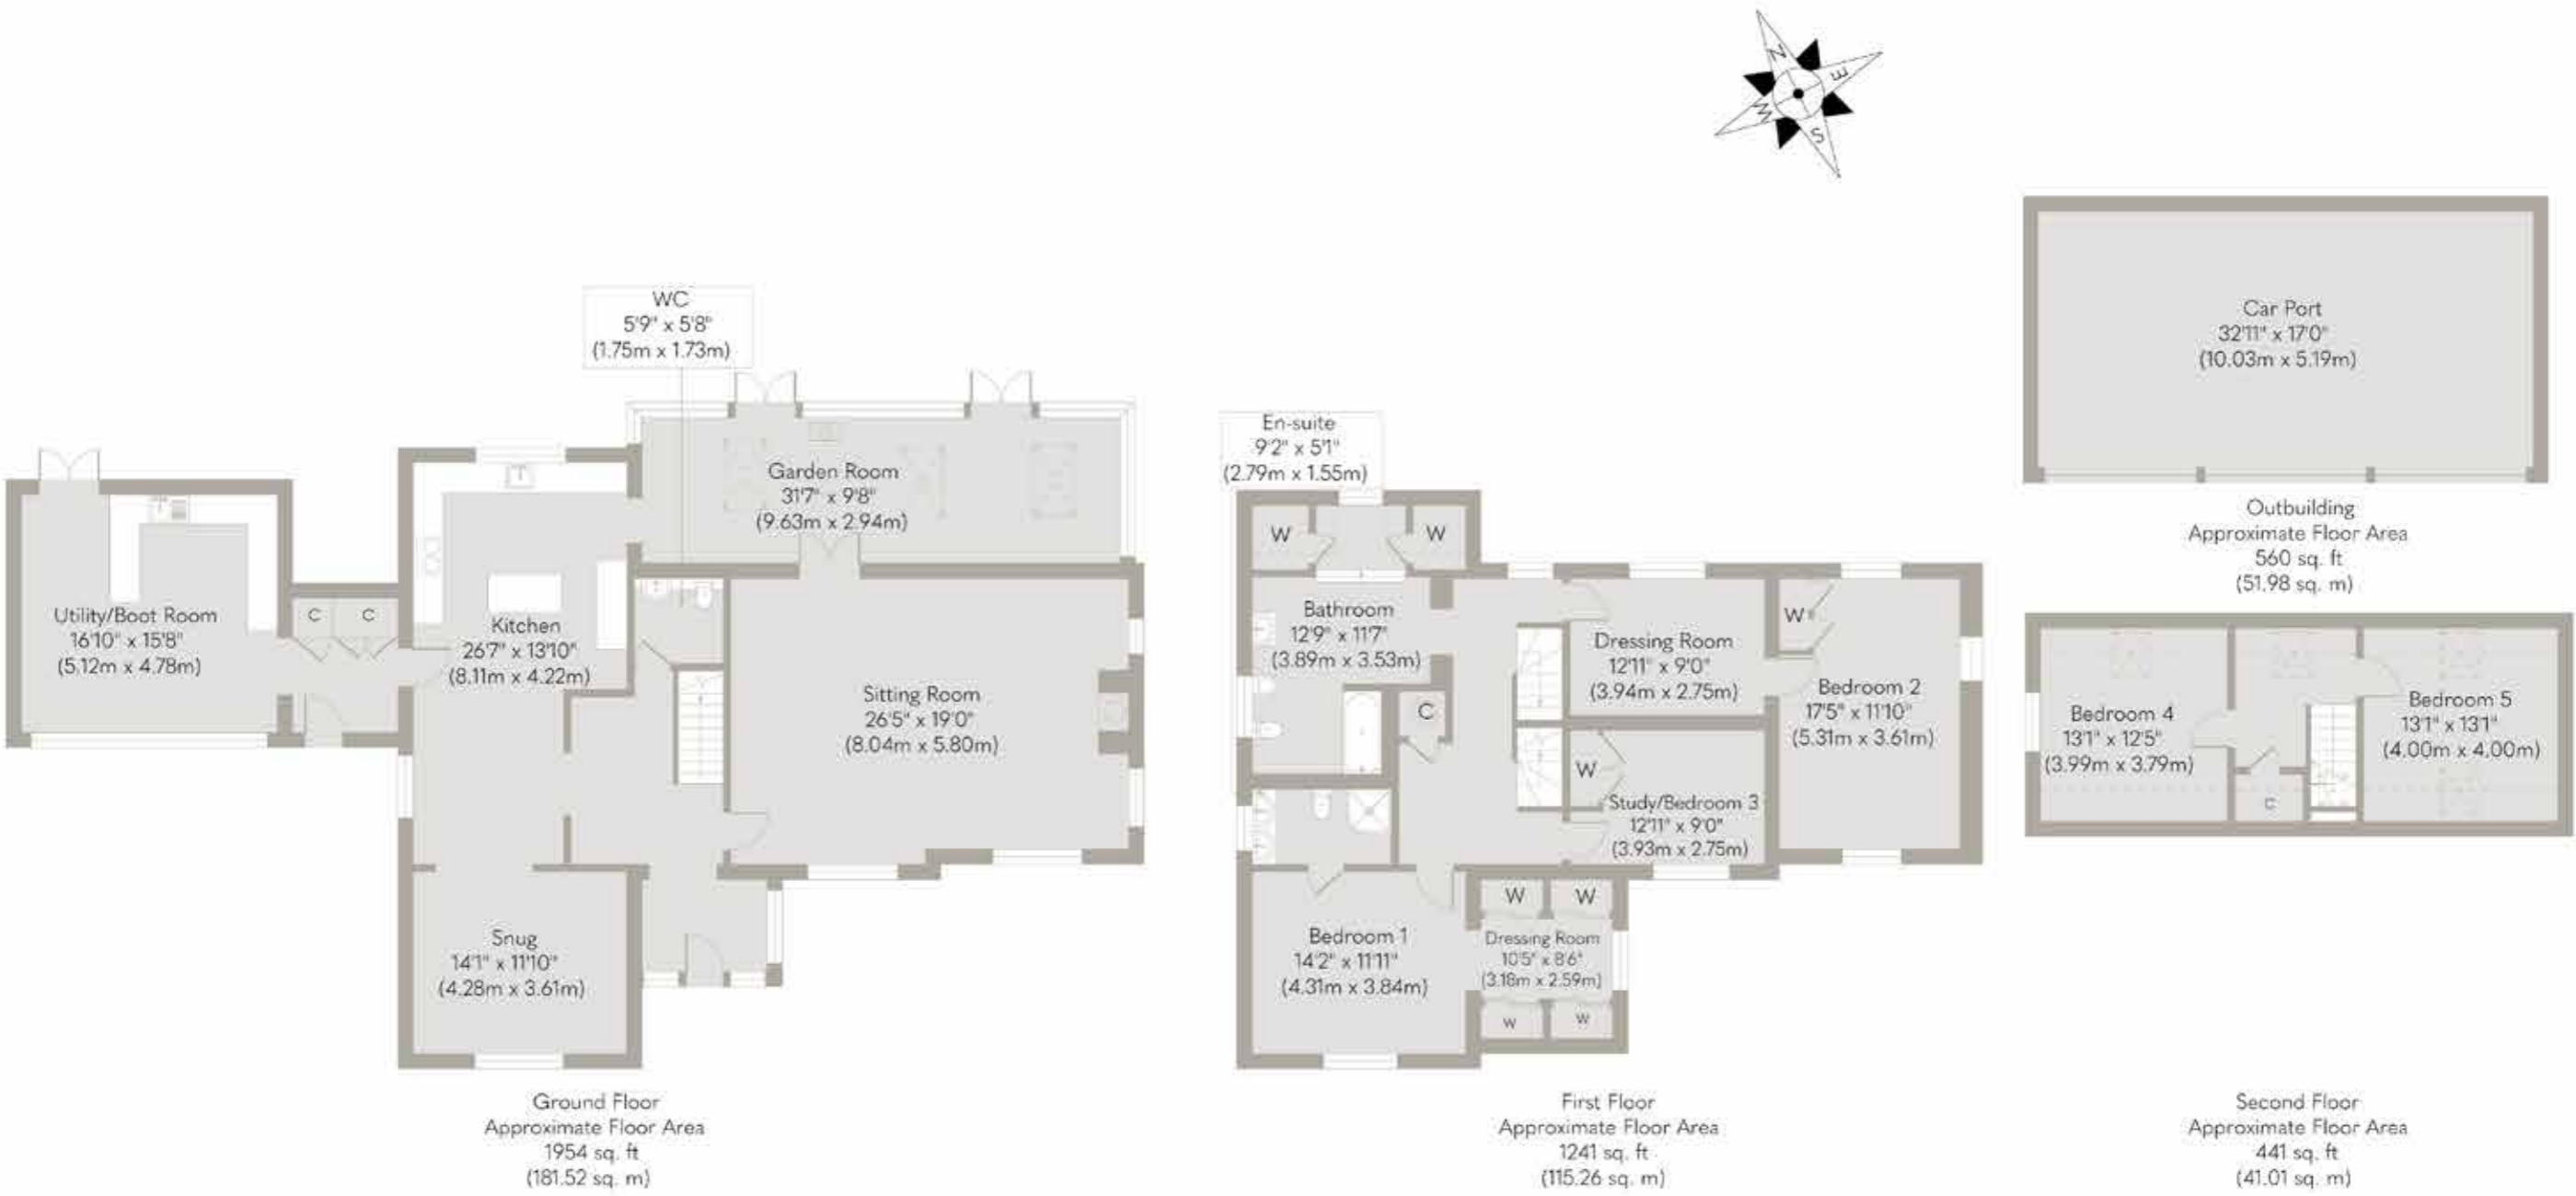 N
E
S
W
WC
5'9" x 5'8"
(1.75m x 1.73m)
Garden Room
31'7" x 9'8"
(9.63m x 2.94m)
Utility/Boot Room
16'10" x 15'8"
(5.12m x 4.78m)
C
C
Kitchen
26'7" x 13'10"
(8.11m x 4.22m)
Sitting Room
26'5" x 19'0"
(8.04m x 5.80m)
Snug
14'1" x 11'10"
(4.28m x 3.61m)
Ground Floor
Approximate Floor Area
1954 sq. ft
(181.52 sq. m)
En-suite
9'2" x 5'1"
(2.79m x 1.55m)
W
W
Bathroom
12'9" x 11'7"
(3.89m x 3.53m)
C
Dressing Room
12'11" x 9'0"
(3.94m x 2.75m)
W
Bedroom 2
17'5" x 11'10"
(5.31m x 3.61m)
W
Study/Bedroom 3
12'11" x 9'0"
(3.93m x 2.75m)
Bedroom 1
14'2" x 11'11"
(4.31m x 3.84m)
W
W
Dressing Room
10'5" x 8'6"
(3.18m x 2.59m)
W
W
First Floor
Approximate Floor Area
1241 sq. ft
(115.26 sq. m)
Car Port
32'11" x 17'0"
(10.03m x 5.19m)
Outbuilding
Approximate Floor Area
560 sq. ft
(51.98 sq. m)
Bedroom 4
13'1" x 12'5"
(3.99m x 3.79m)
C
Bedroom 5
13'1" x 13'1"
(4.00m x 4.00m)
Second Floor
Approximate Floor Area
441 sq. ft
(41.01 sq. m)